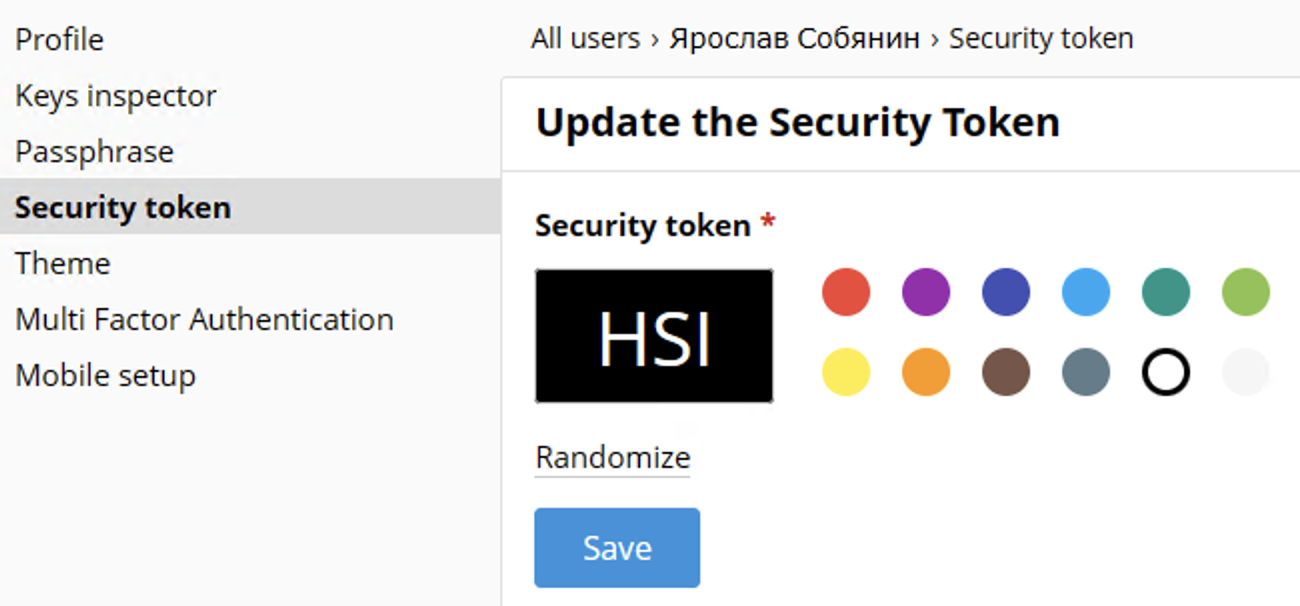 Profile
Keys inspector
Passphrase
Security token
Theme
Multi Factor Authentication
Mobile setup
All users › Ярослав Собянин › Security token
Update the Security Token
Security token *
HSI
Randomize
Save